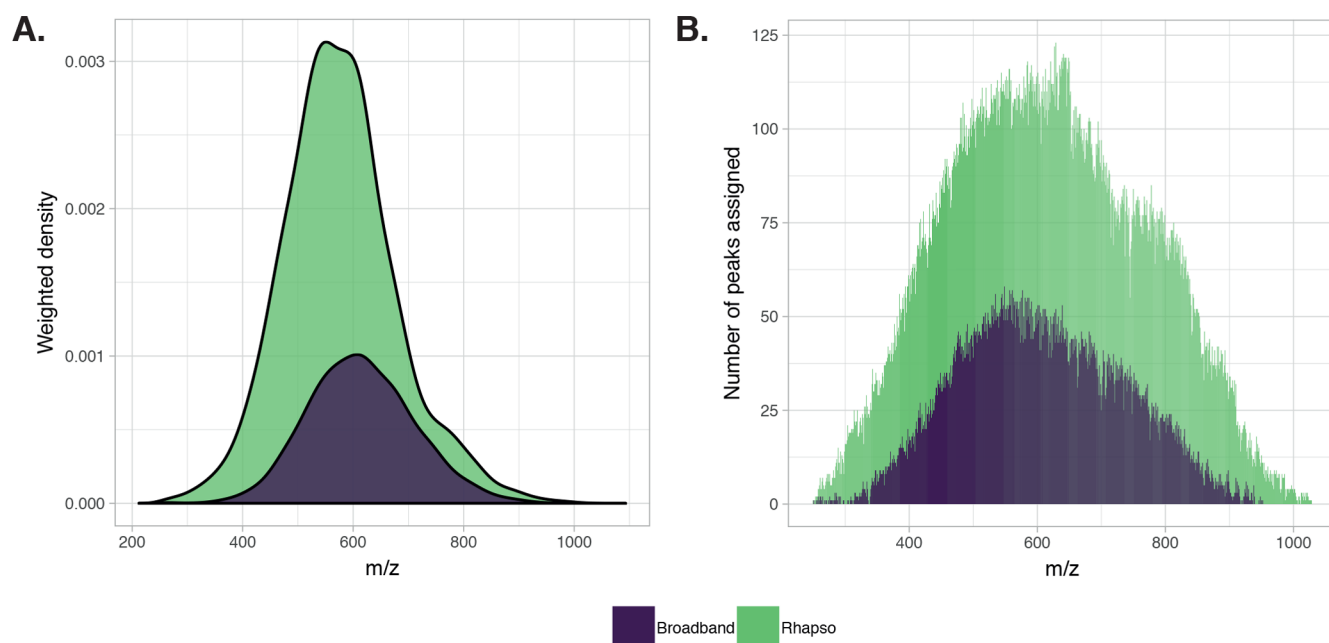 A.
Weighted density
0.003
0.002
0.001
0.000
200 400 600 800 1000
m/z
B.
Number of peaks assigned
125
100
75
50
25
0
400 600 800 1000
m/z
Broadband Rhapso